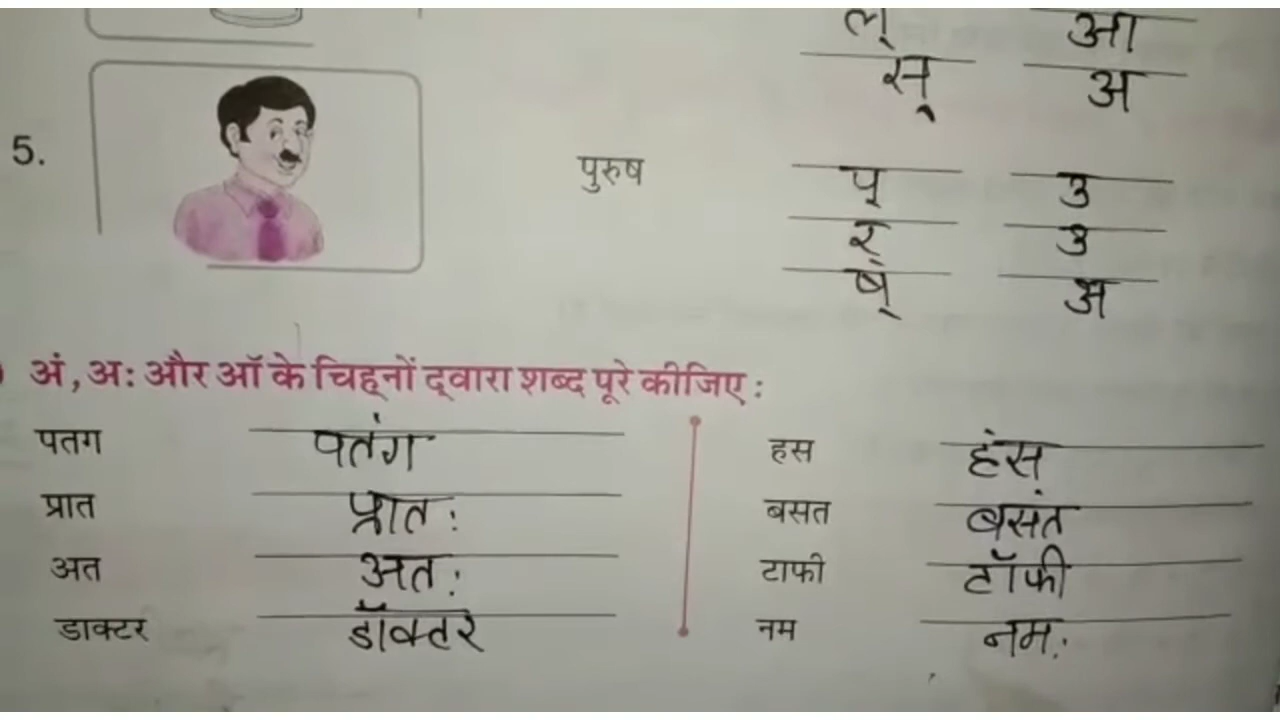 ल् आ
स् अ
5. पुरुष प् उ
र् उ
ष् अ
अं, अः और ऑ के चिह्नों द्वारा शब्द पूरे कीजिए :
पतग पतंग हस हंस
प्रात प्रातः बसत बसंत
अत अतः टाफी टॉफी
डाक्टर डॉक्टर नम नमः